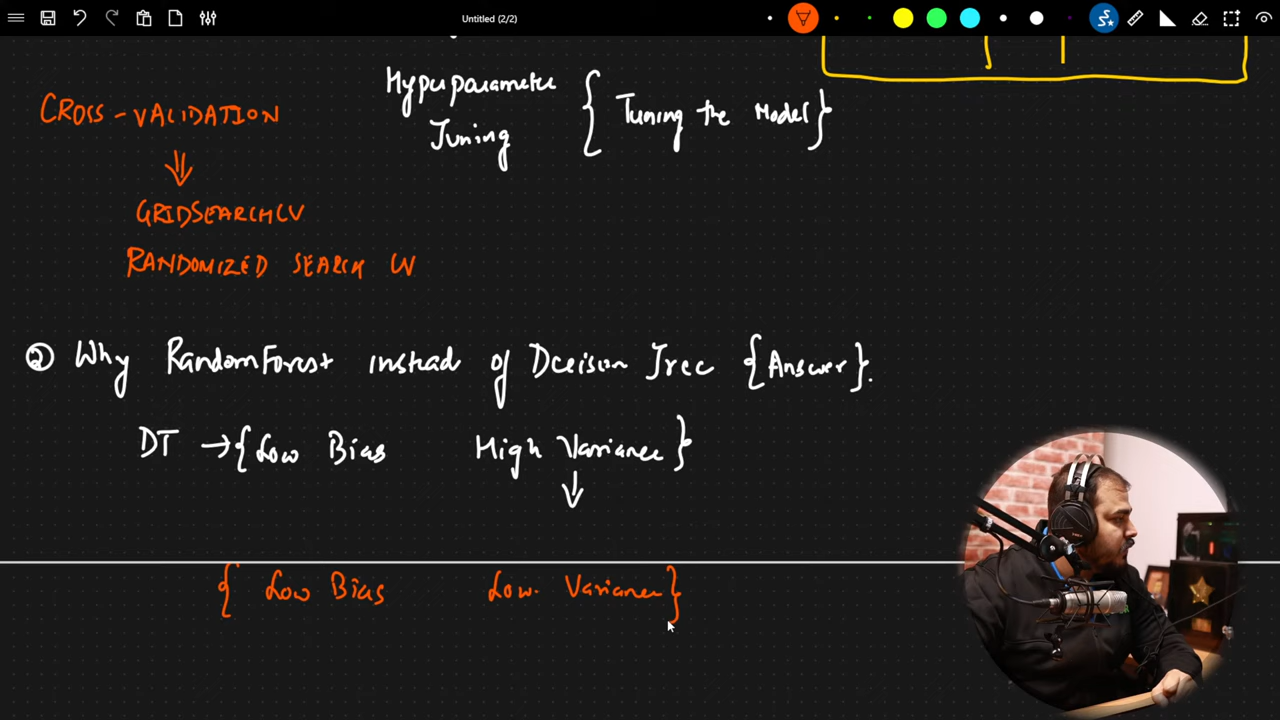 Untitled (2/2)
Hyperparameter
Tuning
{ Tuning the Model }
CROSS - VALIDATION
GRIDSEARCHCV
RANDOMIZED SEARCH CV
② Why RandomForest instead of Decision Tree {Answer}.
DT → {Low Bias High Variance}
{ Low Bias Low Variance}